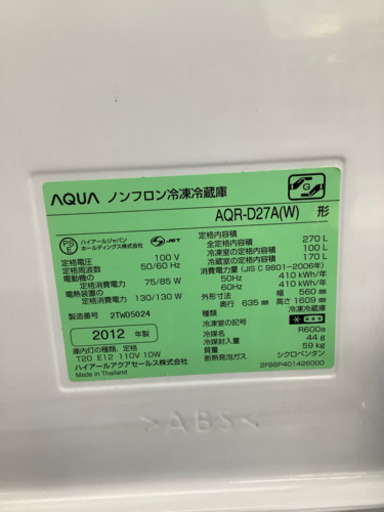 AQUA ノンフロン冷凍冷蔵庫
AQR-D27A(W) 形
PSE
ハイアールジャパン
ホールディングス株式会社
JET
定格電圧 100 V
定格周波数 50/60 Hz
電動機の
定格消費電力 75/85 W
電熱装置の
定格消費電力 130/130 W
製造番号 2TW05024
2012 年製
庫内灯の種類、定格
T20 E12 110V 10W
ハイアールアクアセールス株式会社
Made in Thailand
G
定格内容積
全定格内容積 270 L
冷凍室の定格内容積 100 L
冷蔵室の定格内容積 170 L
消費電力量 (JIS C 9801-2006年)
50Hz 410 kWh/年
60Hz 410 kWh/年
外形寸法 幅 560 mm
奥行 635 mm 高さ 1609 mm
種類 冷凍冷蔵庫
冷凍室の記号
冷媒 R600a
冷媒封入量 44 g
質量 59 kg
断熱発泡ガス シクロペンタン
2FB6P401426000
>ABS<